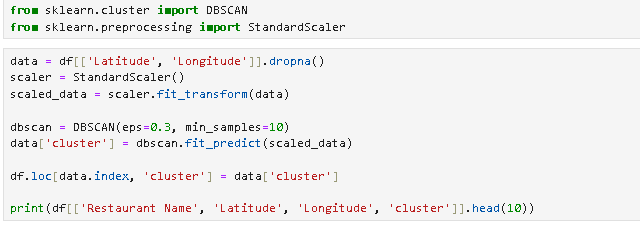 from sklearn.cluster import DBSCAN
from sklearn.preprocessing import StandardScaler
data = df[['Latitude', 'Longitude']].dropna()
scaler = StandardScaler()
scaled_data = scaler.fit_transform(data)
dbscan = DBSCAN(eps=0.3, min_samples=10)
data['cluster'] = dbscan.fit_predict(scaled_data)
df.loc[data.index, 'cluster'] = data['cluster']
print(df[['Restaurant Name', 'Latitude', 'Longitude', 'cluster']].head(10))